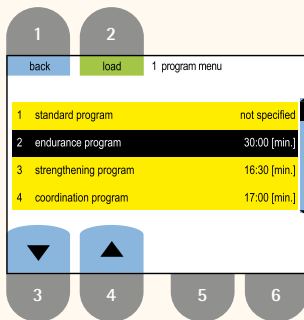 1 2
back load 1 program menu
1 standard program not specified
2 endurance program 30:00 [min.]
3 strengthening program 16:30 [min.]
4 coordination program 17:00 [min.]
3 4 5 6